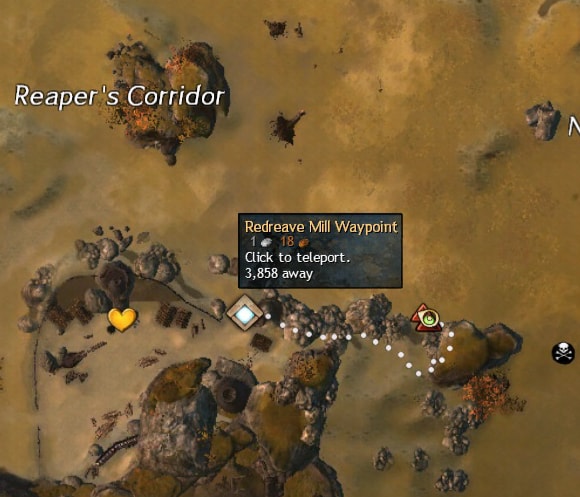 Reaper's Corridor
N
Redreave Mill Waypoint
1 18
Click to teleport.
3,858 away